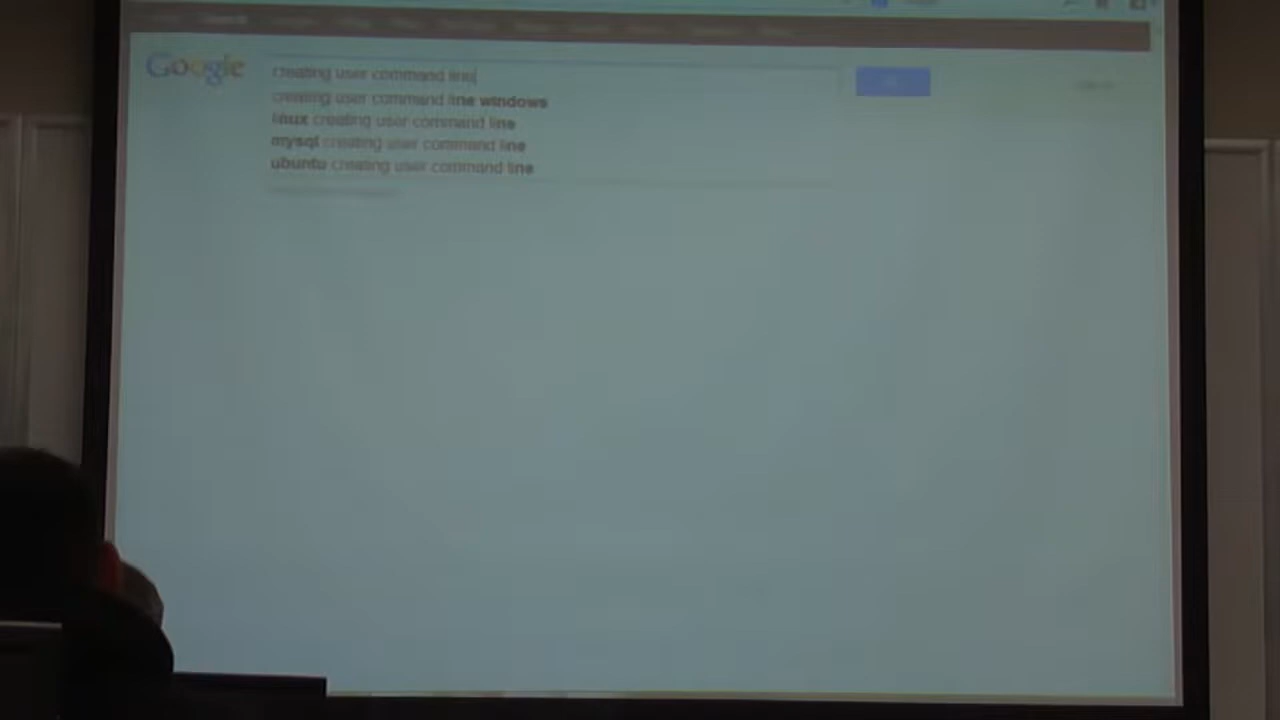 Google
creating user command line
creating user command line windows
linux creating user command line
mysql creating user command line
ubuntu creating user command line